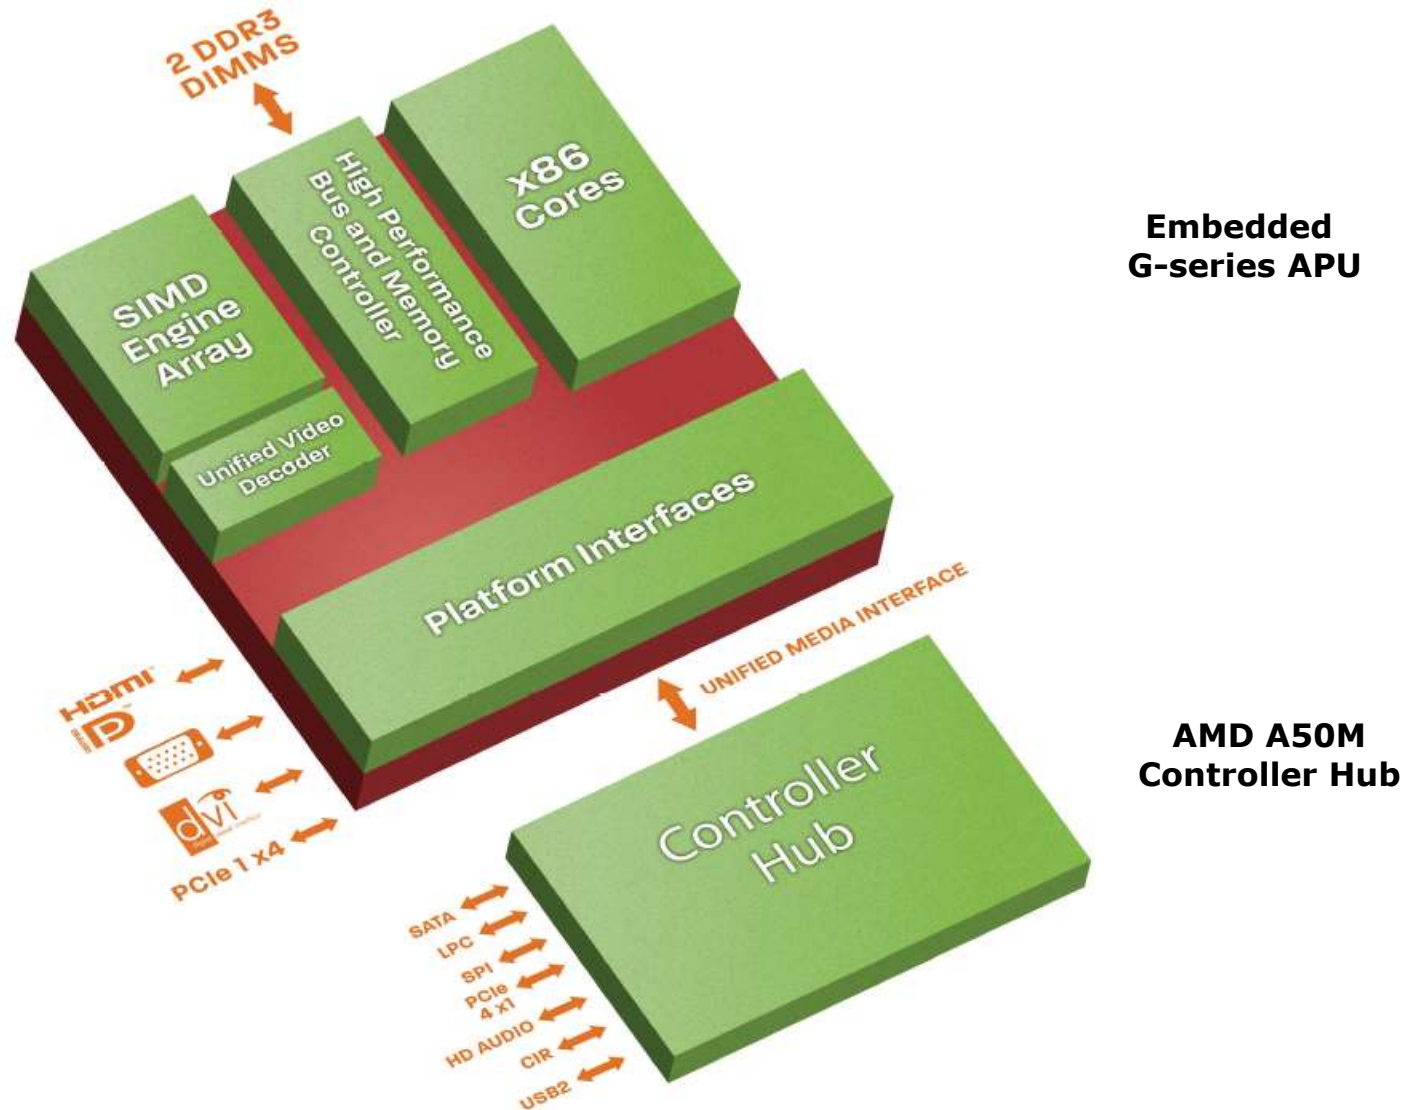 2 DDR3
DIMMS
x86
Cores
High Performance
Bus and Memory
Controller
SIMD
Engine
Array
Unified Video
Decoder
Platform Interfaces
Embedded
G-series APU
UNIFIED MEDIA INTERFACE
HDMI™
dvi
PCIe 1 x4
AMD A50M
Controller Hub
Controller
Hub
SATA
LPC
SPI
PCIe
4 x1
HD AUDIO
CIR
USB2